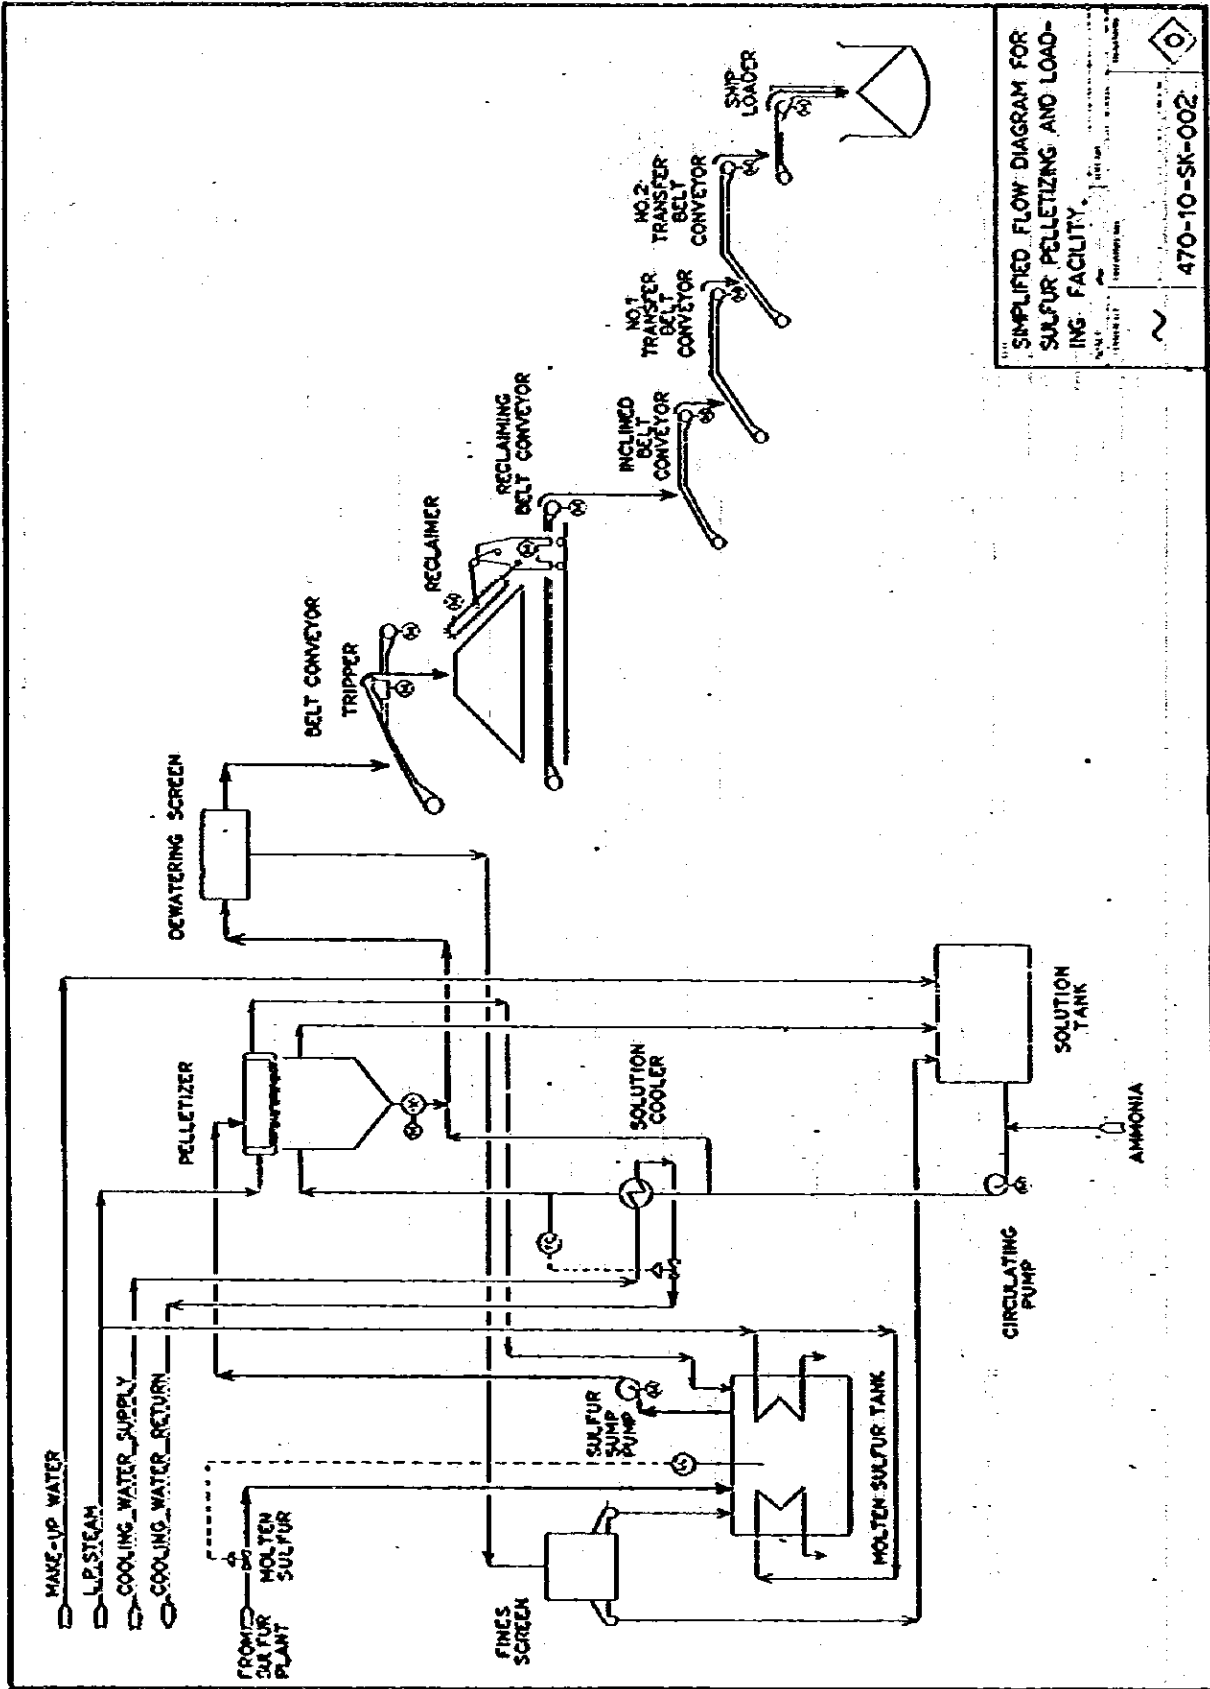 MAKE-UP WATER
L.P. STEAM
COOLING WATER SUPPLY
COOLING WATER RETURN
FROM
SULFUR
PLANT
MOLTEN
SULFUR
FINES
SCREEN
SULFUR
SUMP
PUMP
MOLTEN SULFUR TANK
PELLETIZER
SOLUTION
COOLER
CIRCULATING
PUMP
AMMONIA
SOLUTION
TANK
DEWATERING SCREEN
BELT CONVEYOR
TRIPPER
RECLAIMER
RECLAIMING
BELT CONVEYOR
INCLINED
BELT
CONVEYOR
NO.1
TRANSFER
BELT
CONVEYOR
NO.2
TRANSFER
BELT
CONVEYOR
SHIP
LOADER
SIMPLIFIED FLOW DIAGRAM FOR
SULFUR PELLETIZING AND LOAD-
ING FACILITY.
470-10-SK-002